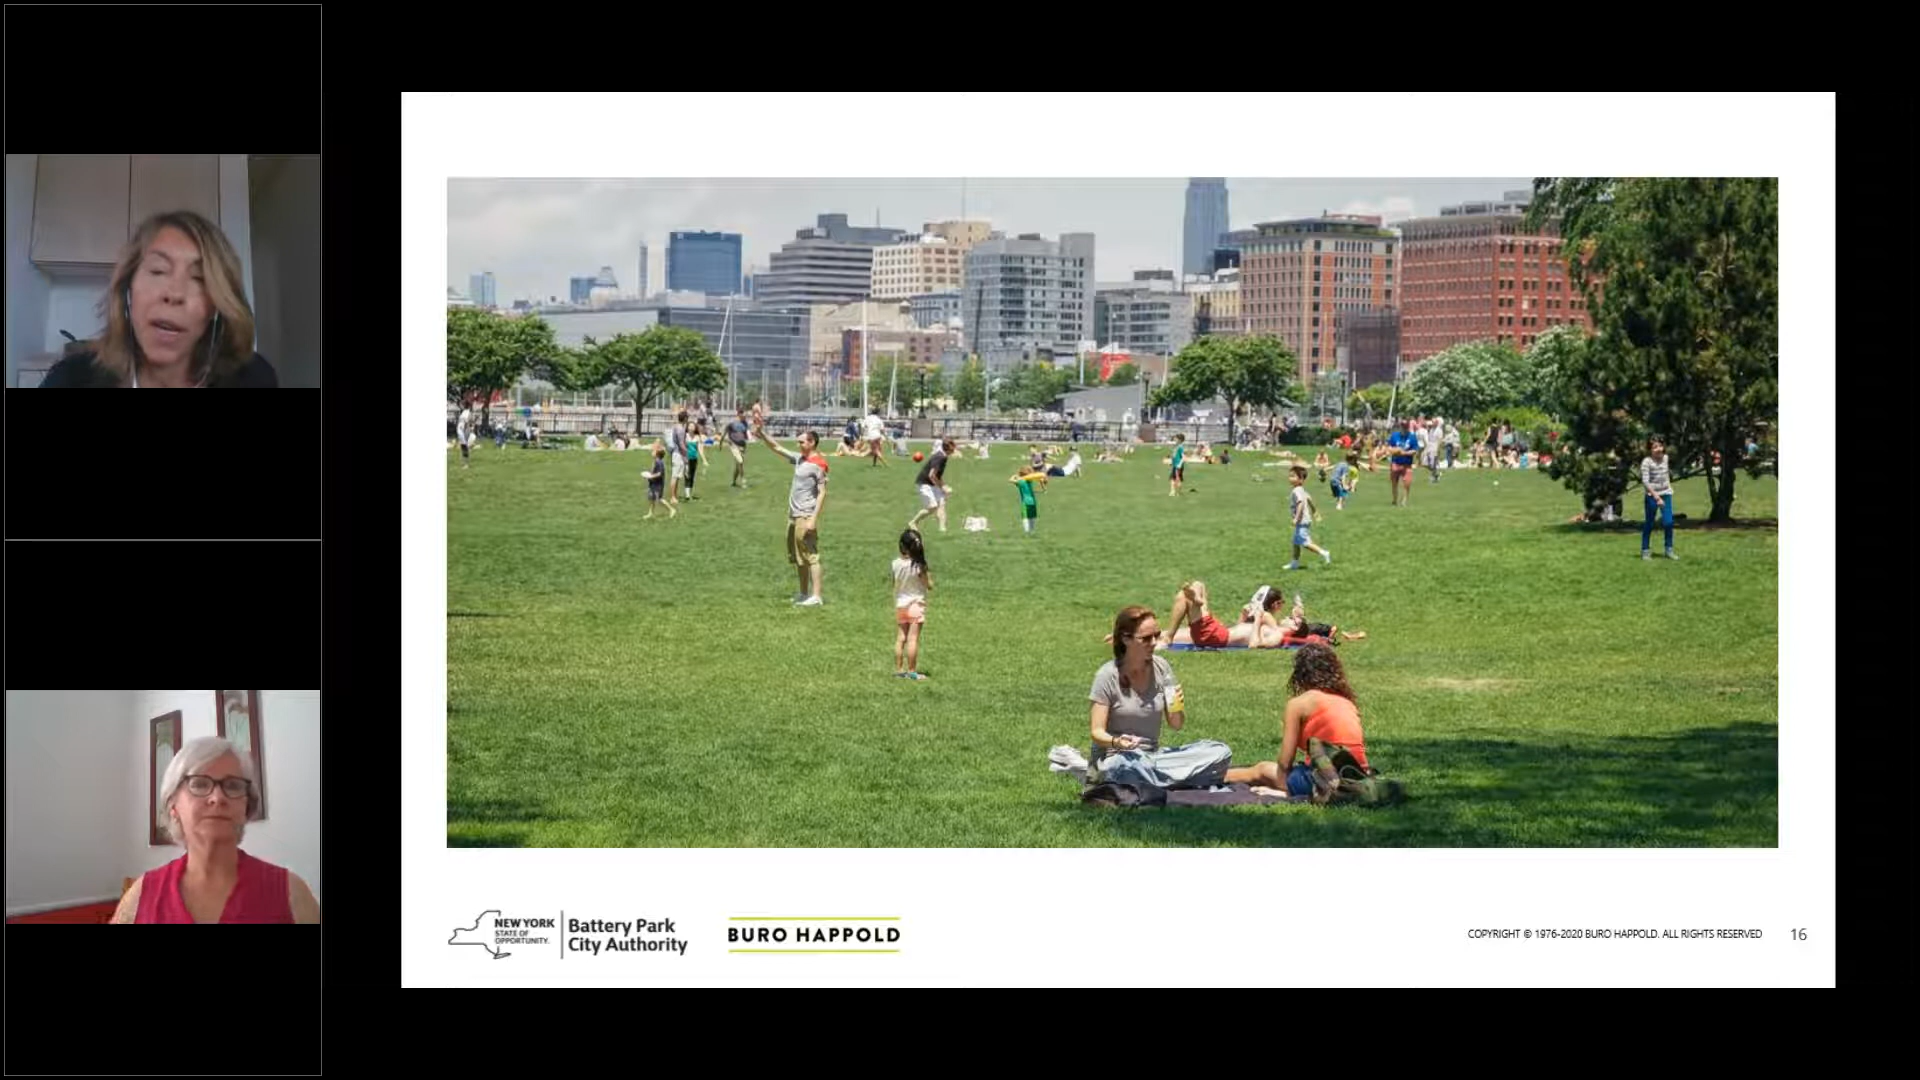 NEW YORK
STATE OF
OPPORTUNITY.
Battery Park
City Authority
BURO HAPPOLD
COPYRIGHT © 1976-2020 BURO HAPPOLD. ALL RIGHTS RESERVED
16